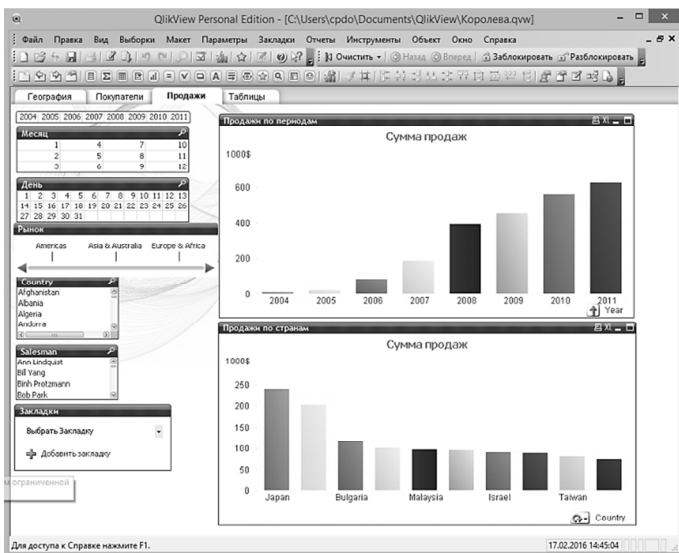 QlikView Personal Edition - [C:\Users\cpdo\Documents\QlikView\Королева.qvw]
Файл Правка Вид Выборки Макет Параметры Закладки Отчеты Инструменты Объект Окно Справка
Очистить Назад Вперед Заблокировать Разблокировать
География Покупатели Продажи Таблицы
2004 2005 2006 2007 2008 2009 2010 2011
Месяц
1 4 7 10
2 5 8 11
3 6 9 12
День
1 2 3 4 5 6 7 8 9 10 11 12 13
14 15 16 17 18 19 20 21 22 23 24 25 26
27 28 29 30 31
Рынок
Americas Asia & Australia Europe & Africa
Country
Afghanistan
Albania
Algeria
Andorra
Salesman
Ann Lindquist
Bill Yang
Binh Protzmann
Bob Park
Закладки
Выбрать Закладку
Добавить закладку
м ограниченной
Продажи по периодам XL
Сумма продаж
1000$
600
400
200
0
2004 2005 2006 2007 2008 2009 2010 2011
Year
Продажи по странам XL
Сумма продаж
1000$
250
200
150
100
50
0
Japan Bulgaria Malaysia Israel Taiwan
Country
Для доступа к Справке нажмите F1.
17.02.2016 14:45:04